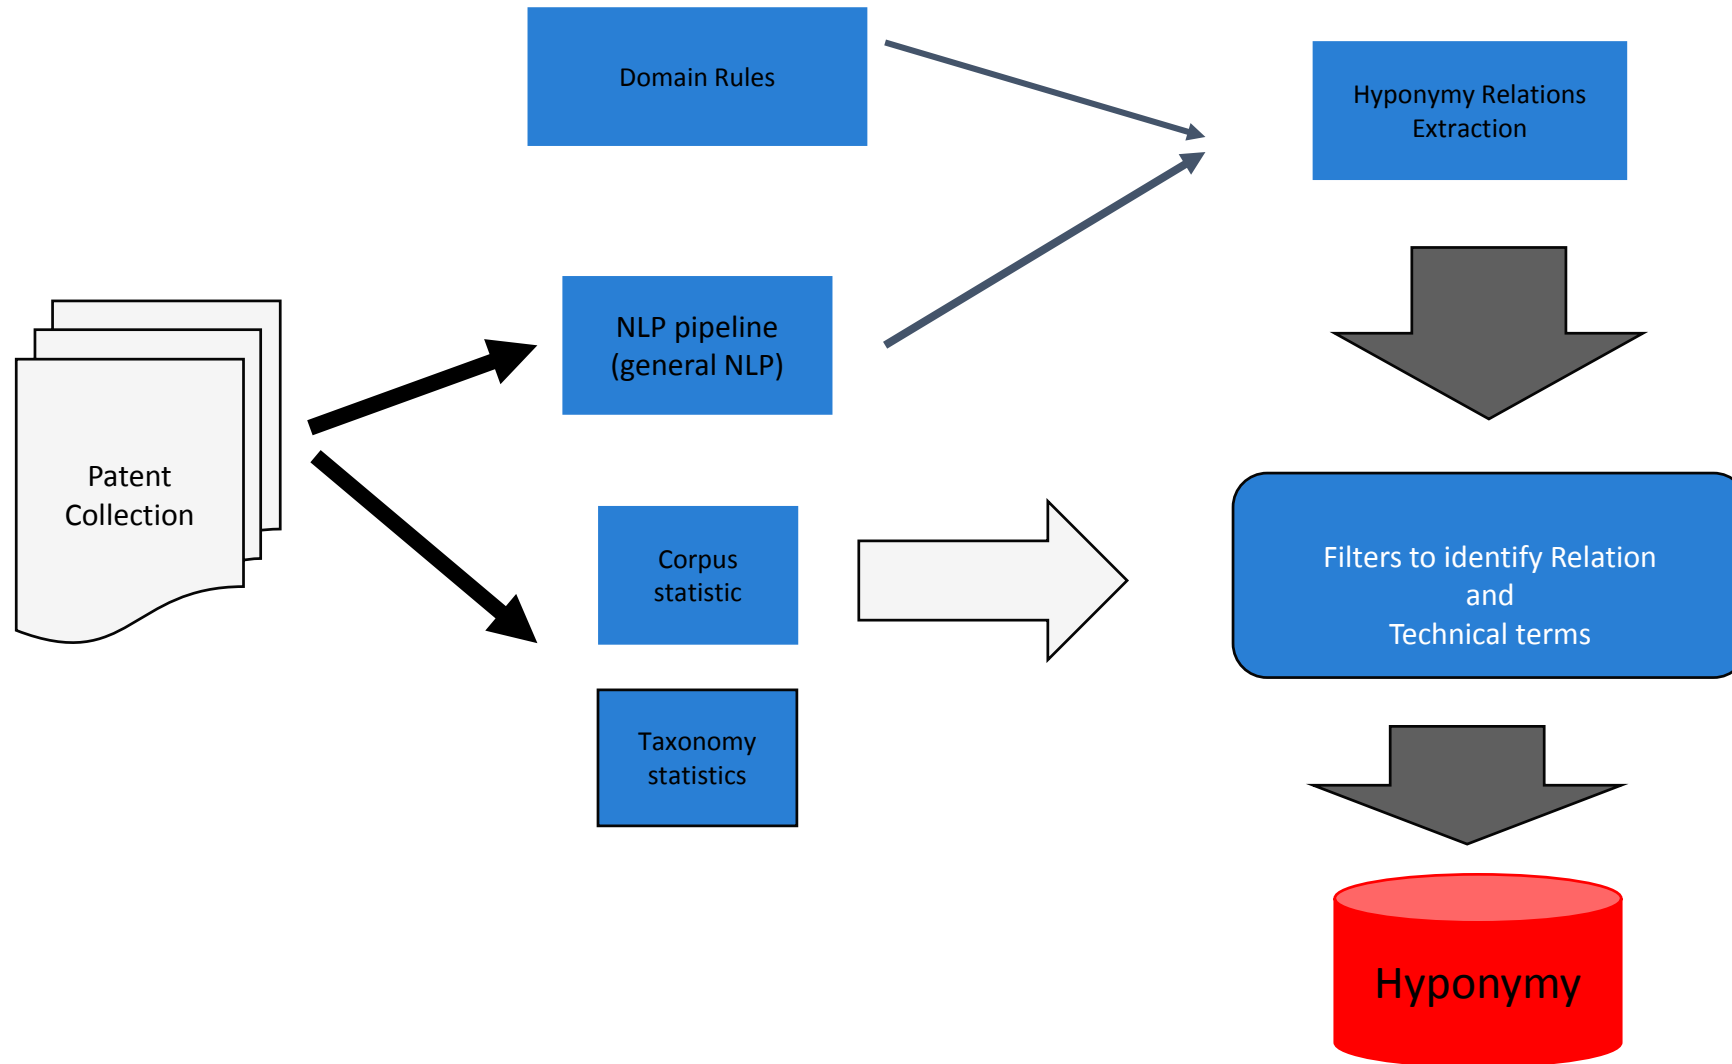 Domain Rules
Hyponymy Relations
Extraction
NLP pipeline
(general NLP)
Patent
Collection
Corpus
statistic
Filters to identify Relation
and
Technical terms
Taxonomy
statistics
Hyponymy